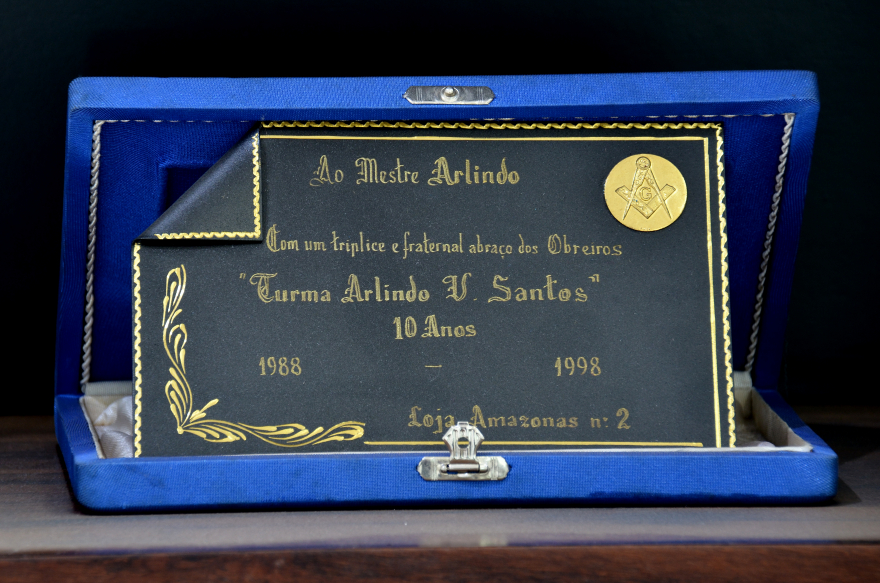 Ao Mestre Arlindo
G
Com um triplice e fraternal abraço dos Obreiros
"Turma Arlindo V. Santos"
10 Anos
1988 — 1998
Loja Amazonas nº 2